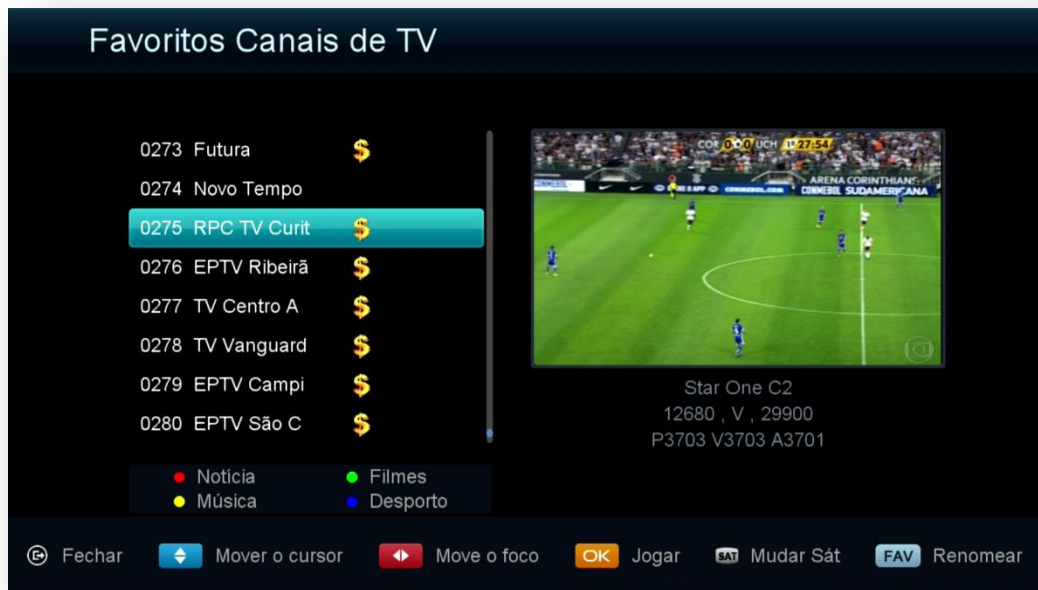 Favoritos Canais de TV
0273 Futura $
0274 Novo Tempo
0275 RPC TV Curit $
0276 EPTV Ribeirã $
0277 TV Centro A $
0278 TV Vanguard $
0279 EPTV Campi $
0280 EPTV São C $
COR 0 0 UCH 1T 27:54
ARENA CORINTHIANS
CONMEBOL.COM CONMEBOL SUDAMERICANA
Star One C2
12680 , V , 29900
P3703 V3703 A3701
Notícia Filmes
Música Desporto
Fechar Mover o cursor Move o foco OK Jogar SAT Mudar Sát FAV Renomear